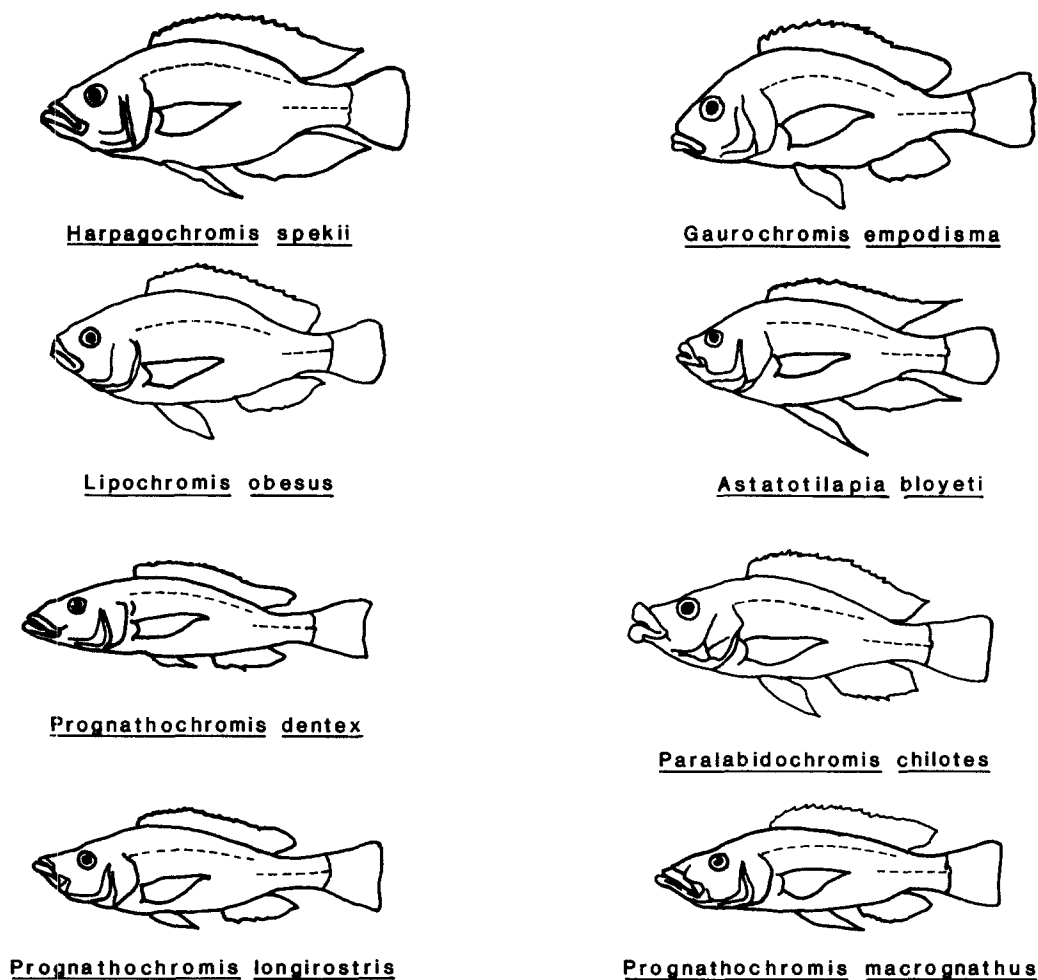 Harpagochromis spekii
Gaurochromis empodisma
Lipochromis obesus
Astatotilapia bloyeti
Prognathochromis dentex
Paralabidochromis chilotes
Prognathochromis longirostris
Prognathochromis macrognathus